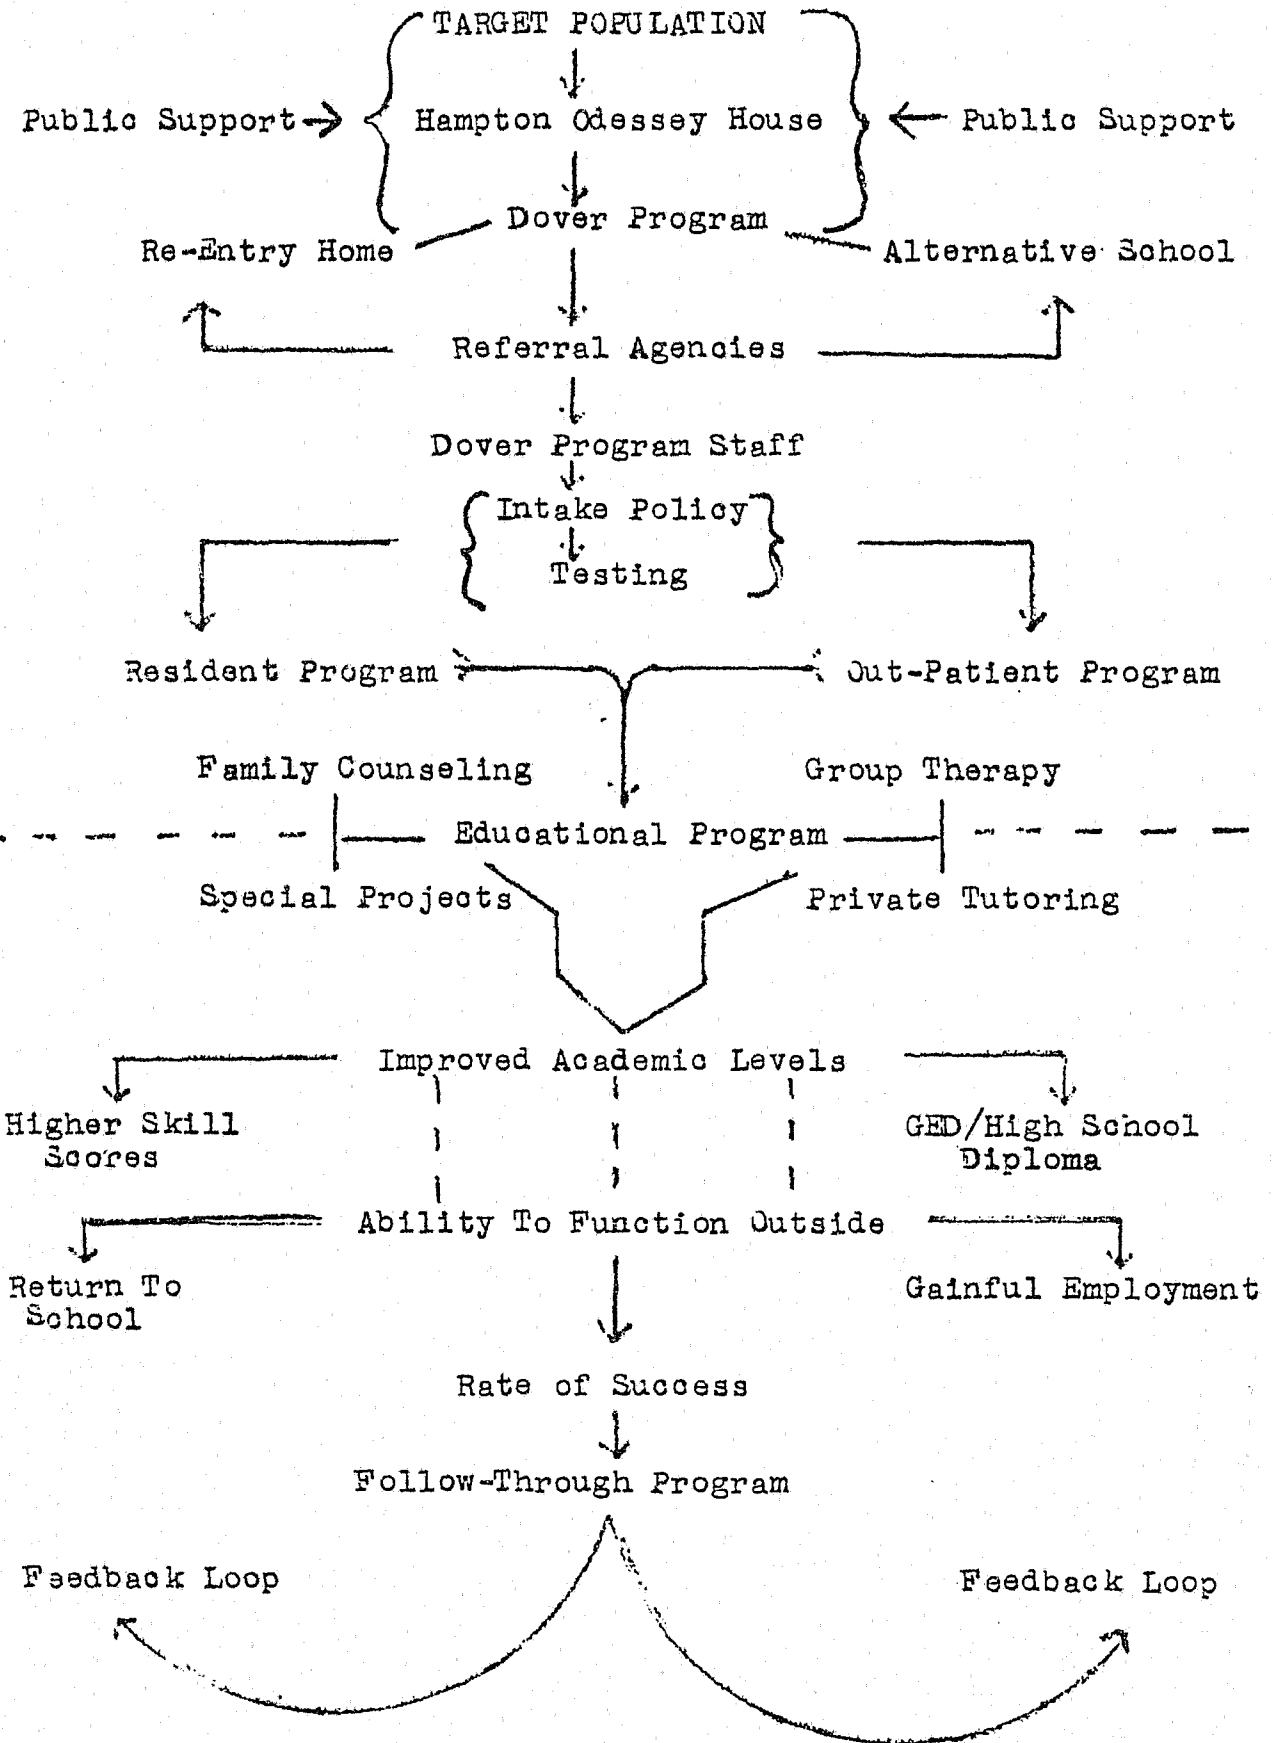 TARGET POPULATION
Public Support
Hampton Odessey House
Public Support
Dover Program
Re-Entry Home
Alternative School
Referral Agencies
Dover Program Staff
Intake Policy
Testing
Resident Program
Out-Patient Program
Family Counseling
Group Therapy
Educational Program
Special Projects
Private Tutoring
Improved Academic Levels
Higher Skill
Scores
GED/High School
Diploma
Ability To Function Outside
Return To
School
Gainful Employment
Rate of Success
Follow-Through Program
Feedback Loop
Feedback Loop